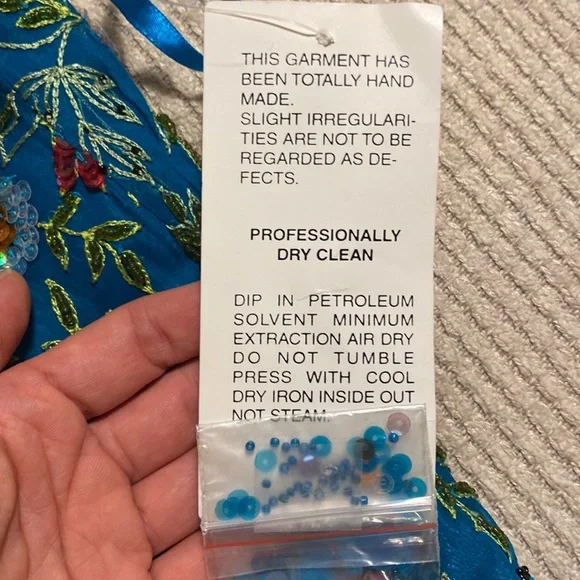 THIS GARMENT HAS
BEEN TOTALLY HAND
MADE.
SLIGHT IRREGULARI-
TIES ARE NOT TO BE
REGARDED AS DE-
FECTS.
PROFESSIONALLY
DRY CLEAN
DIP IN PETROLEUM
SOLVENT MINIMUM
EXTRACTION AIR DRY
DO NOT TUMBLE
PRESS WITH COOL
DRY IRON INSIDE OUT
NOT STEAM.